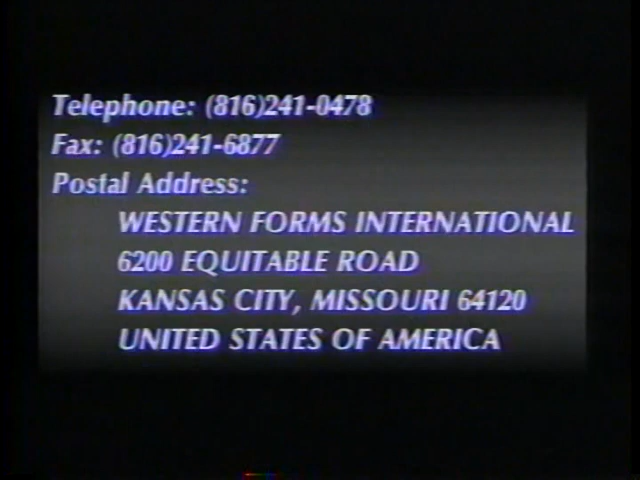 Telephone: (816)241-0478
Fax: (816)241-6877
Postal Address:
WESTERN FORMS INTERNATIONAL
6200 EQUITABLE ROAD
KANSAS CITY, MISSOURI 64120
UNITED STATES OF AMERICA